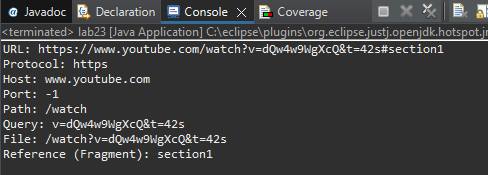 Javadoc Declaration Console Coverage
<terminated> lab23 [Java Application] C:\eclipse\plugins\org.eclipse.justj.openjdk.hotspot.jr
URL: https://www.youtube.com/watch?v=dQw4w9WgXcQ&t=42s#section1
Protocol: https
Host: www.youtube.com
Port: -1
Path: /watch
Query: v=dQw4w9WgXcQ&t=42s
File: /watch?v=dQw4w9WgXcQ&t=42s
Reference (Fragment): section1